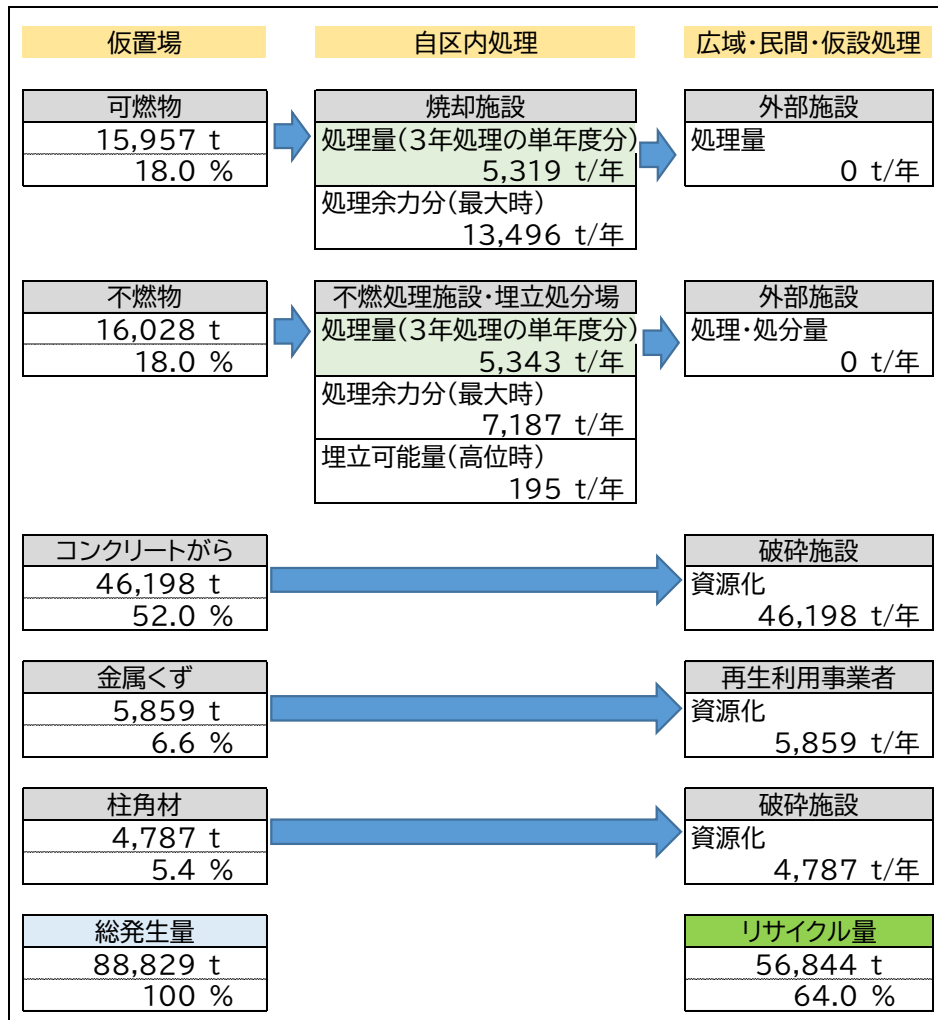 仮置場
自区内処理
広域・民間・仮設処理
可燃物
15,957 t
18.0 %
焼却施設
処理量(3年処理の単年度分)
5,319 t/年
処理余力分(最大時)
13,496 t/年
外部施設
処理量
0 t/年
不燃物
16,028 t
18.0 %
不燃処理施設・埋立処分場
処理量(3年処理の単年度分)
5,343 t/年
処理余力分(最大時)
7,187 t/年
埋立可能量(高位時)
195 t/年
外部施設
処理・処分量
0 t/年
コンクリートがら
46,198 t
52.0 %
破砕施設
資源化
46,198 t/年
金属くず
5,859 t
6.6 %
再生利用事業者
資源化
5,859 t/年
柱角材
4,787 t
5.4 %
破砕施設
資源化
4,787 t/年
総発生量
88,829 t
100 %
リサイクル量
56,844 t
64.0 %